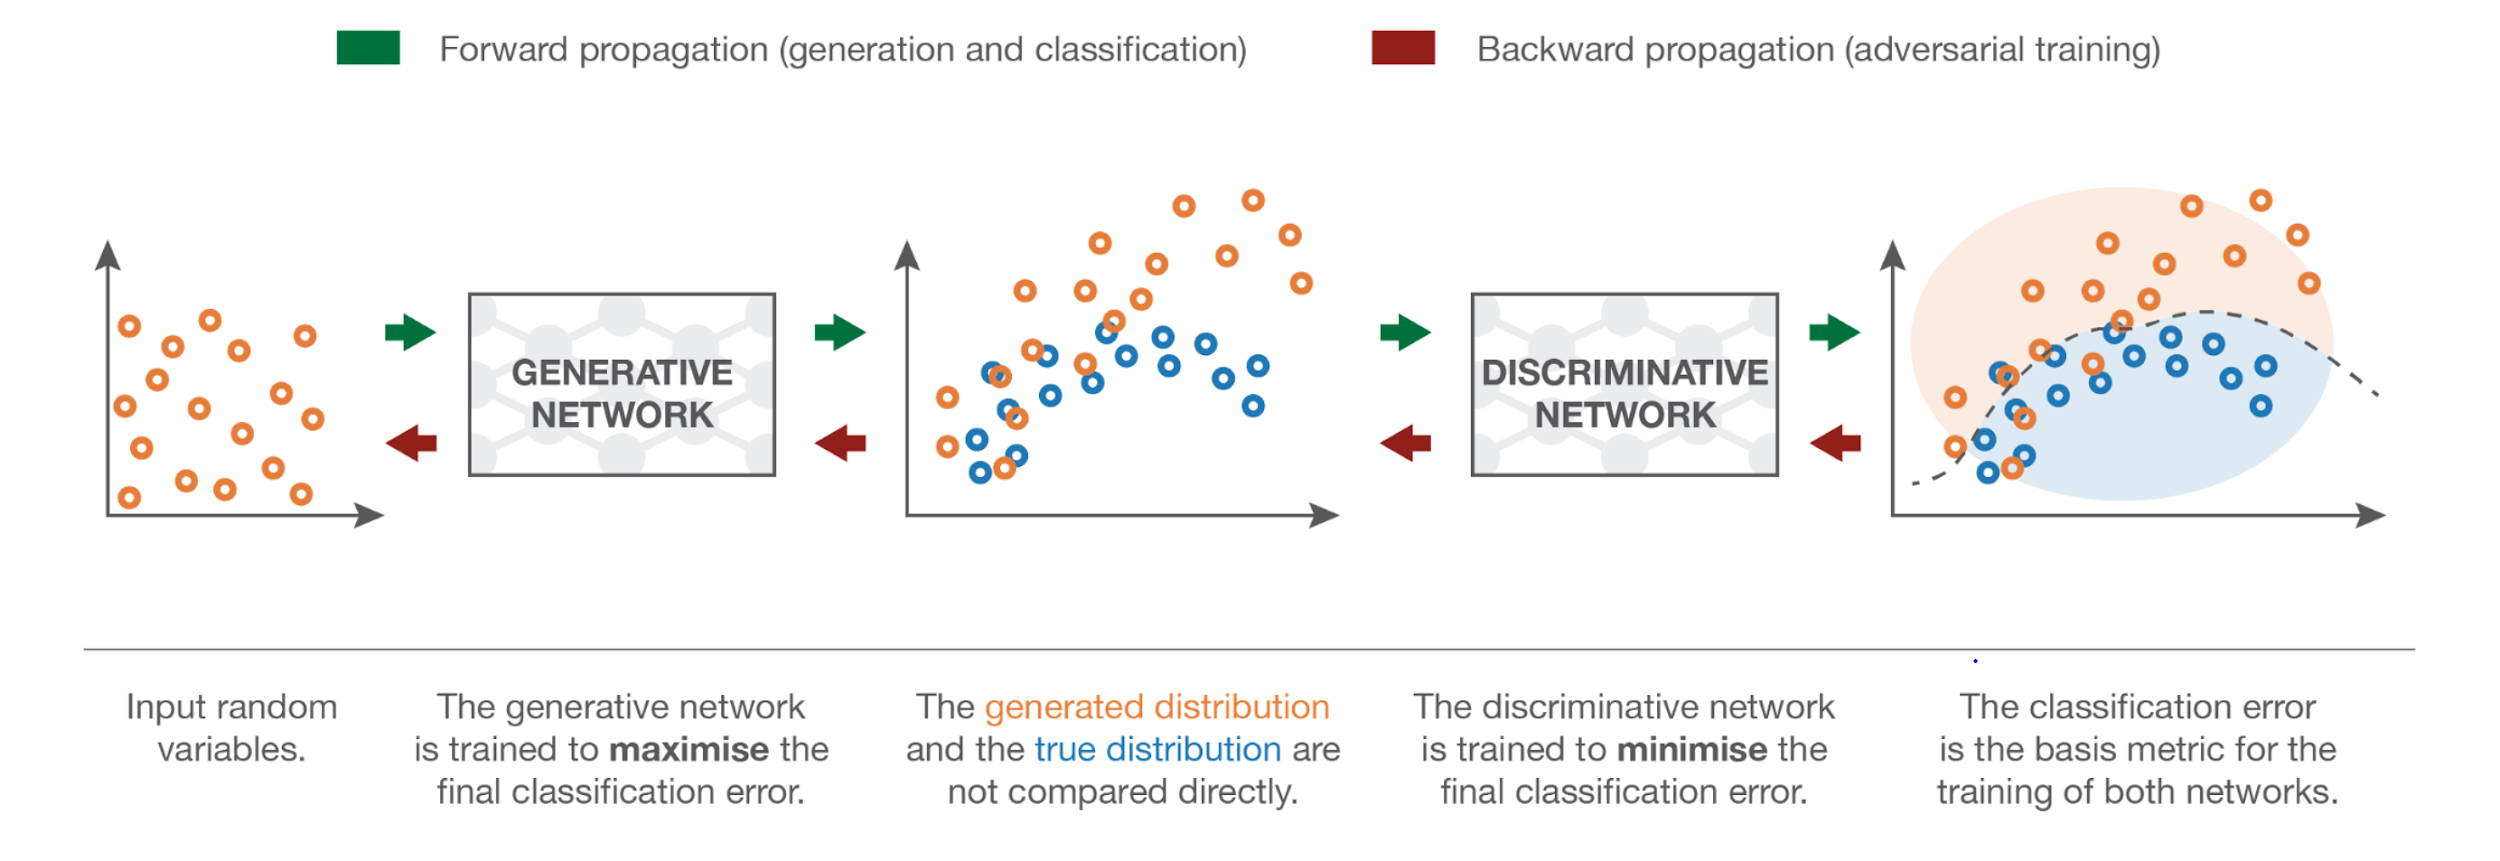 Forward propagation (generation and classification)
Backward propagation (adversarial training)
GENERATIVE
NETWORK
DISCRIMINATIVE
NETWORK
Input random
variables.
The generative network
is trained to maximise the
final classification error.
The generated distribution
and the true distribution are
not compared directly.
The discriminative network
is trained to minimise the
final classification error.
The classification error
is the basis metric for the
training of both networks.